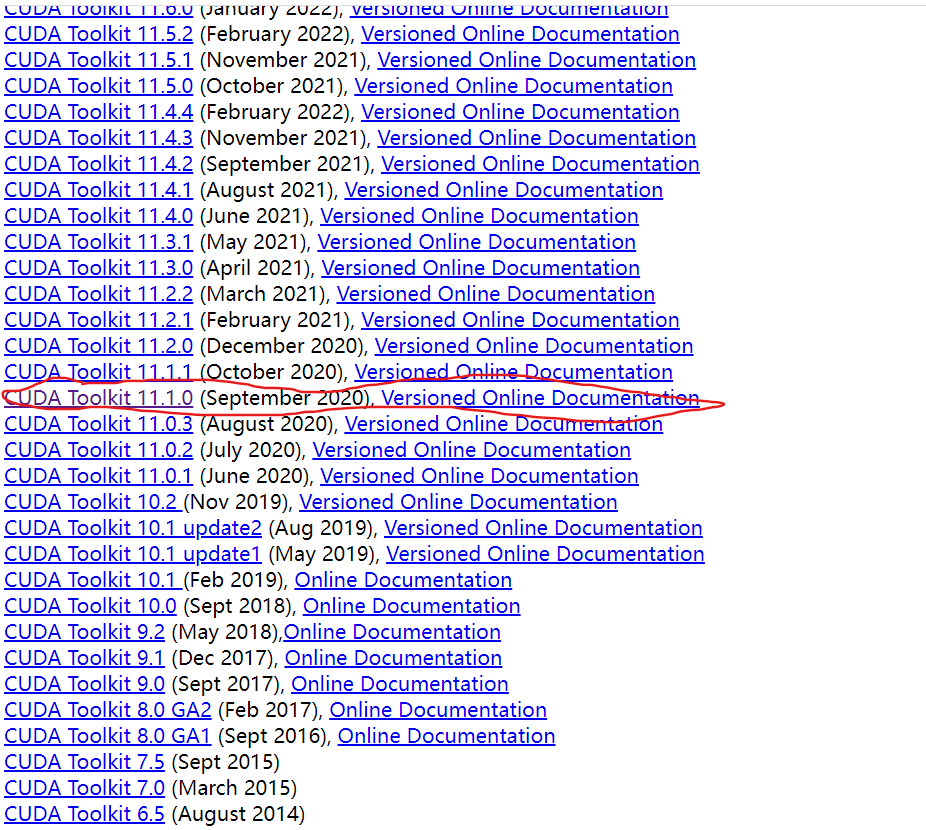 CUDA Toolkit 11.6.0 (January 2022), Versioned Online Documentation
CUDA Toolkit 11.5.2 (February 2022), Versioned Online Documentation
CUDA Toolkit 11.5.1 (November 2021), Versioned Online Documentation
CUDA Toolkit 11.5.0 (October 2021), Versioned Online Documentation
CUDA Toolkit 11.4.4 (February 2022), Versioned Online Documentation
CUDA Toolkit 11.4.3 (November 2021), Versioned Online Documentation
CUDA Toolkit 11.4.2 (September 2021), Versioned Online Documentation
CUDA Toolkit 11.4.1 (August 2021), Versioned Online Documentation
CUDA Toolkit 11.4.0 (June 2021), Versioned Online Documentation
CUDA Toolkit 11.3.1 (May 2021), Versioned Online Documentation
CUDA Toolkit 11.3.0 (April 2021), Versioned Online Documentation
CUDA Toolkit 11.2.2 (March 2021), Versioned Online Documentation
CUDA Toolkit 11.2.1 (February 2021), Versioned Online Documentation
CUDA Toolkit 11.2.0 (December 2020), Versioned Online Documentation
CUDA Toolkit 11.1.1 (October 2020), Versioned Online Documentation
CUDA Toolkit 11.1.0 (September 2020), Versioned Online Documentation
CUDA Toolkit 11.0.3 (August 2020), Versioned Online Documentation
CUDA Toolkit 11.0.2 (July 2020), Versioned Online Documentation
CUDA Toolkit 11.0.1 (June 2020), Versioned Online Documentation
CUDA Toolkit 10.2 (Nov 2019), Versioned Online Documentation
CUDA Toolkit 10.1 update2 (Aug 2019), Versioned Online Documentation
CUDA Toolkit 10.1 update1 (May 2019), Versioned Online Documentation
CUDA Toolkit 10.1 (Feb 2019), Online Documentation
CUDA Toolkit 10.0 (Sept 2018), Online Documentation
CUDA Toolkit 9.2 (May 2018),Online Documentation
CUDA Toolkit 9.1 (Dec 2017), Online Documentation
CUDA Toolkit 9.0 (Sept 2017), Online Documentation
CUDA Toolkit 8.0 GA2 (Feb 2017), Online Documentation
CUDA Toolkit 8.0 GA1 (Sept 2016), Online Documentation
CUDA Toolkit 7.5 (Sept 2015)
CUDA Toolkit 7.0 (March 2015)
CUDA Toolkit 6.5 (August 2014)